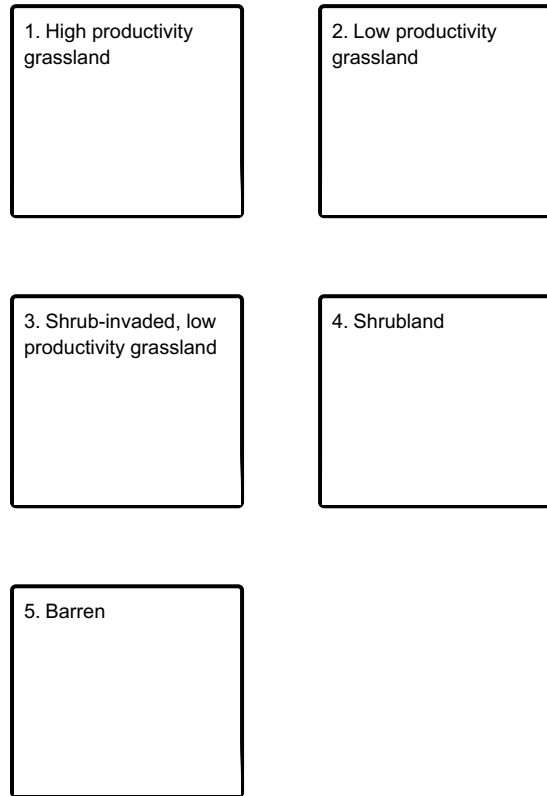 1. High productivity
grassland
2. Low productivity
grassland
3. Shrub-invaded, low
productivity grassland
4. Shrubland
5. Barren